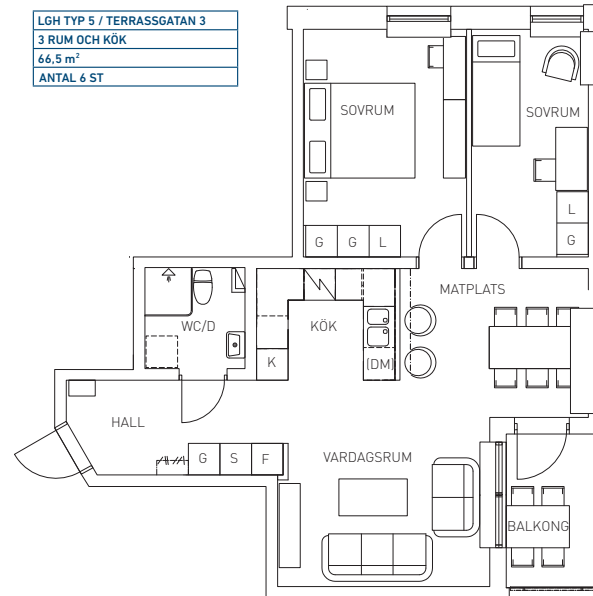 LGH TYP 5 / TERRASSGATAN 3
3 RUM OCH KÖK
66,5 m²
ANTAL 6 ST
SOVRUM
SOVRUM
L
G
G G L
MATPLATS
WC/D
KÖK
K
(DM)
HALL
G S F
VARDAGSRUM
BALKONG